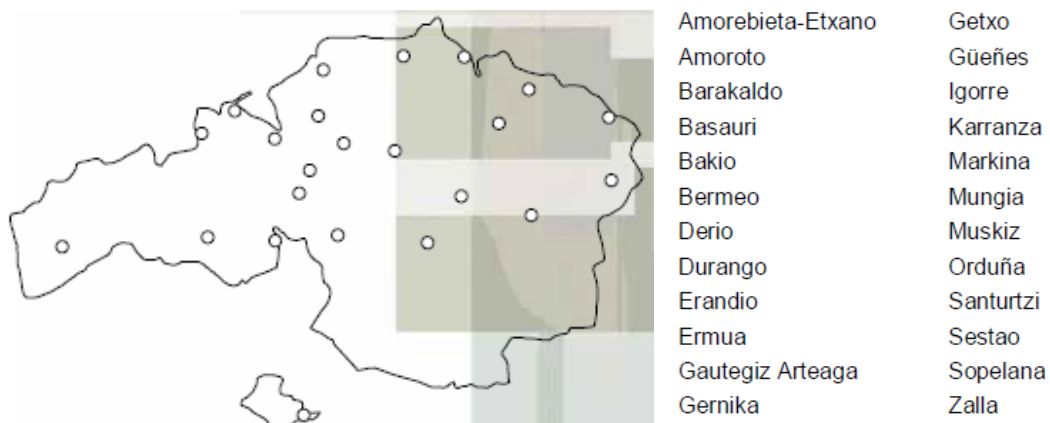 Amorebieta-Etxano
Amoroto
Barakaldo
Basauri
Bakio
Bermeo
Derio
Durango
Erandio
Ermua
Gautegiz Arteaga
Gernika
Getxo
Güeñes
Igorre
Karranza
Markina
Mungia
Muskiz
Orduña
Santurtzi
Sestao
Sopelana
Zalla